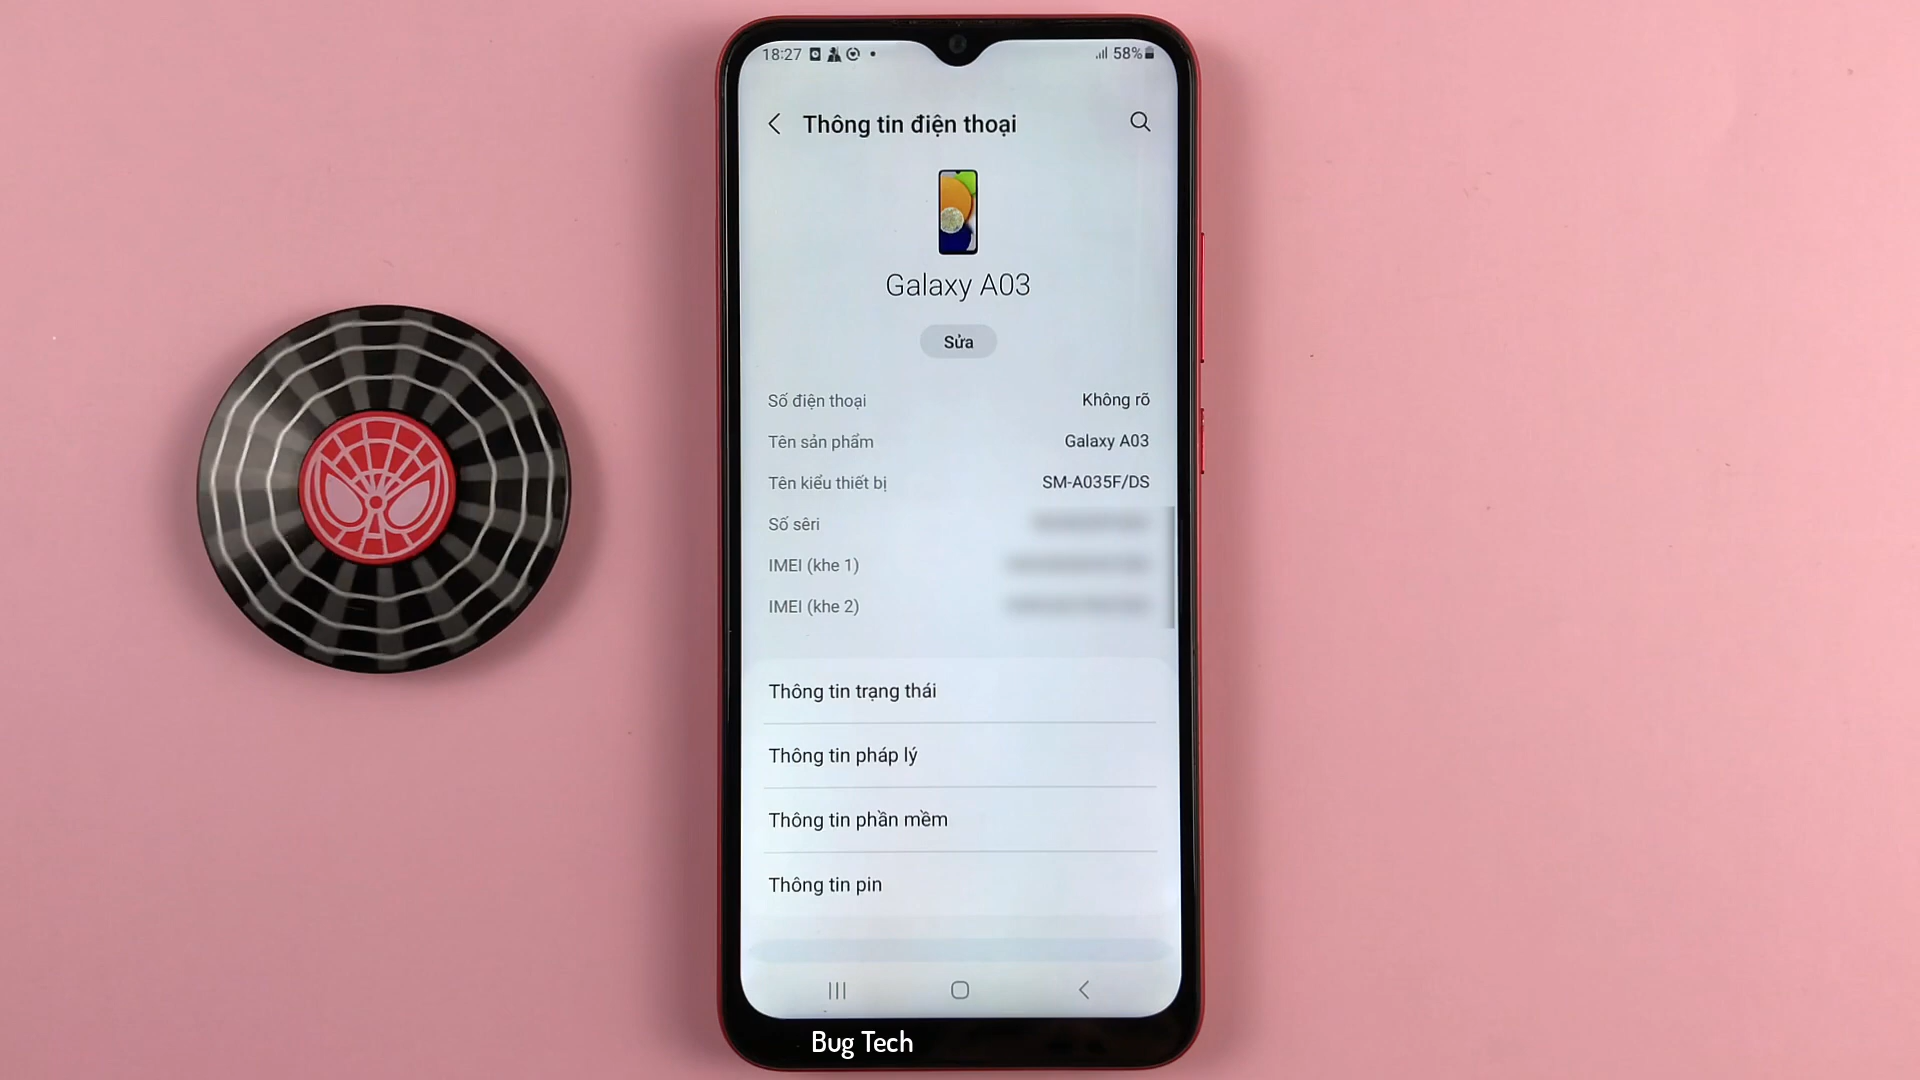 18:27
58%
Thông tin điện thoại
Galaxy A03
Sửa
Số điện thoại Không rõ
Tên sản phẩm Galaxy A03
Tên kiểu thiết bị SM-A035F/DS
Số sêri
IMEI (khe 1)
IMEI (khe 2)
Thông tin trạng thái
Thông tin pháp lý
Thông tin phần mềm
Thông tin pin
Bug Tech